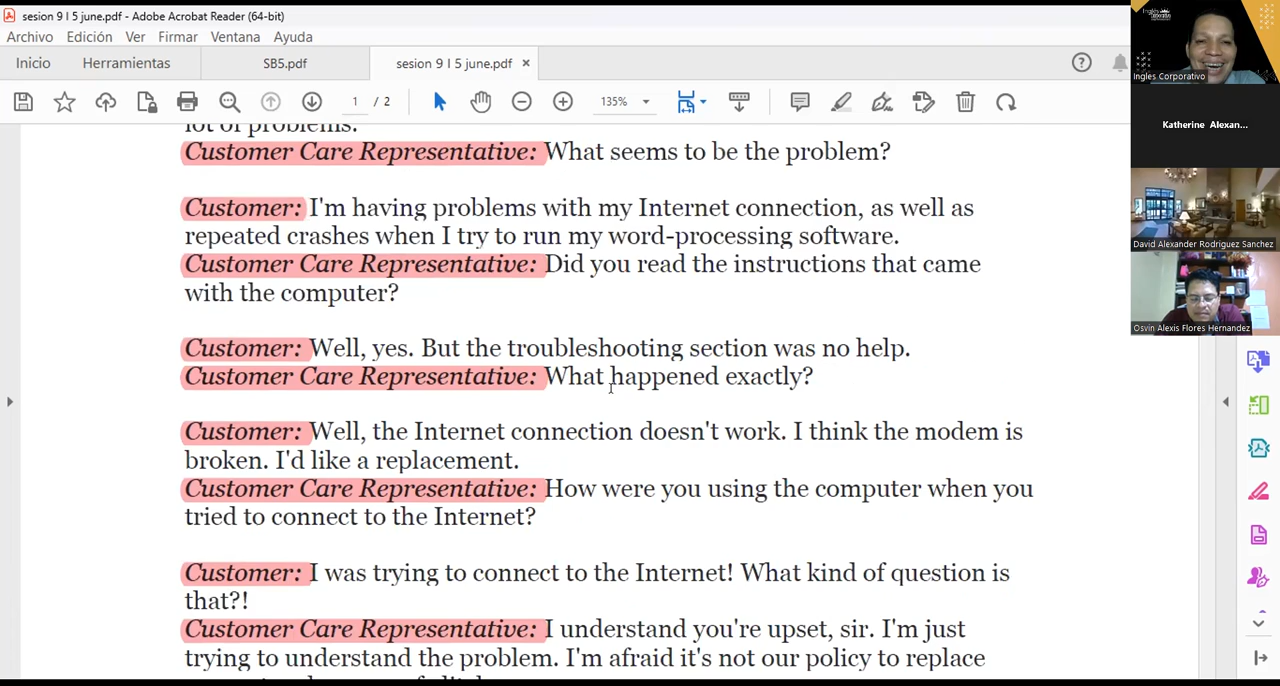 sesion 9 I 5 june.pdf - Adobe Acrobat Reader (64-bit)
Archivo Edición Ver Firmar Ventana Ayuda
Inicio Herramientas SB5.pdf sesion 9 I 5 june.pdf ×
1 / 2 135%
lot of problems.
Customer Care Representative: What seems to be the problem?
Customer: I'm having problems with my Internet connection, as well as
repeated crashes when I try to run my word-processing software.
Customer Care Representative: Did you read the instructions that came
with the computer?
Customer: Well, yes. But the troubleshooting section was no help.
Customer Care Representative: What happened exactly?
Customer: Well, the Internet connection doesn't work. I think the modem is
broken. I'd like a replacement.
Customer Care Representative: How were you using the computer when you
tried to connect to the Internet?
Customer: I was trying to connect to the Internet! What kind of question is
that?!
Customer Care Representative: I understand you're upset, sir. I'm just
trying to understand the problem. I'm afraid it's not our policy to replace
Inglés
Corporativo
Ingles Corporativo
Katherine Alexan...
David Alexander Rodriguez Sanchez
Osvin Alexis Flores Hernandez